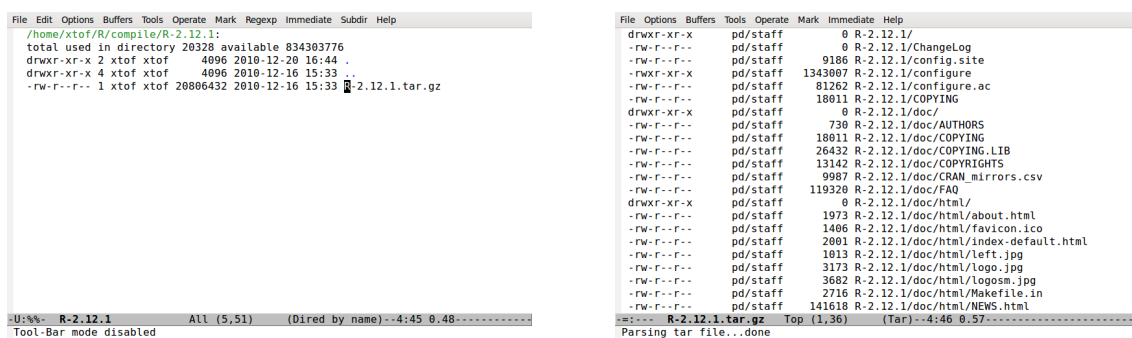 File Edit Options Buffers Tools Operate Mark Regexp Immediate Subdir Help
/home/xtof/R/compile/R-2.12.1:
total used in directory 20328 available 834303776
drwxr-xr-x 2 xtof xtof 4096 2010-12-20 16:44 .
drwxr-xr-x 4 xtof xtof 4096 2010-12-16 15:33 ..
-rw-r--r-- 1 xtof xtof 20806432 2010-12-16 15:33 R-2.12.1.tar.gz
-U:%%- R-2.12.1 All (5,51) (Dired by name)--4:45 0.48------------
Tool-Bar mode disabled
File Options Buffers Tools Operate Mark Immediate Help
drwxr-xr-x pd/staff 0 R-2.12.1/
-rw-r--r-- pd/staff 0 R-2.12.1/ChangeLog
-rw-r--r-- pd/staff 9186 R-2.12.1/config.site
-rwxr-xr-x pd/staff 1343007 R-2.12.1/configure
-rw-r--r-- pd/staff 81262 R-2.12.1/configure.ac
-rw-r--r-- pd/staff 18011 R-2.12.1/COPYING
drwxr-xr-x pd/staff 0 R-2.12.1/doc/
-rw-r--r-- pd/staff 730 R-2.12.1/doc/AUTHORS
-rw-r--r-- pd/staff 18011 R-2.12.1/doc/COPYING
-rw-r--r-- pd/staff 26432 R-2.12.1/doc/COPYING.LIB
-rw-r--r-- pd/staff 13142 R-2.12.1/doc/COPYRIGHTS
-rw-r--r-- pd/staff 9987 R-2.12.1/doc/CRAN_mirrors.csv
-rw-r--r-- pd/staff 119320 R-2.12.1/doc/FAQ
drwxr-xr-x pd/staff 0 R-2.12.1/doc/html/
-rw-r--r-- pd/staff 1973 R-2.12.1/doc/html/about.html
-rw-r--r-- pd/staff 1406 R-2.12.1/doc/html/favicon.ico
-rw-r--r-- pd/staff 2001 R-2.12.1/doc/html/index-default.html
-rw-r--r-- pd/staff 1013 R-2.12.1/doc/html/left.jpg
-rw-r--r-- pd/staff 3173 R-2.12.1/doc/html/logo.jpg
-rw-r--r-- pd/staff 3682 R-2.12.1/doc/html/logosm.jpg
-rw-r--r-- pd/staff 2716 R-2.12.1/doc/html/Makefile.in
-rw-r--r-- pd/staff 141618 R-2.12.1/doc/html/NEWS.html
-=:--- R-2.12.1.tar.gz Top (1,36) (Tar)--4:46 0.57-----------------------
Parsing tar file...done